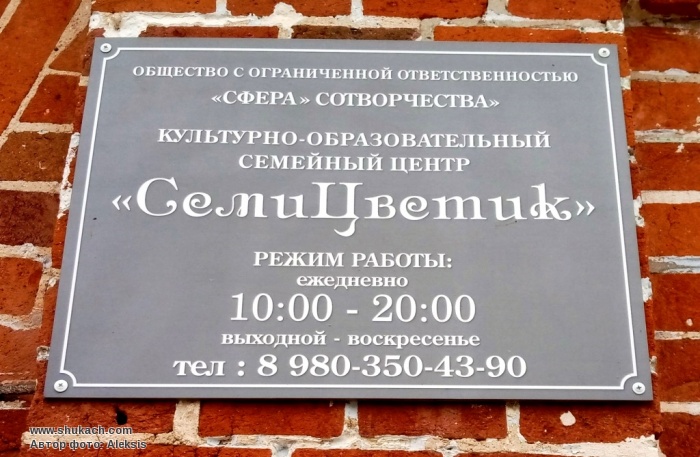 ОБЩЕСТВО С ОГРАНИЧЕННОЙ ОТВЕТСТВЕННОСТЬЮ
«СФЕРА» СОТВОРЧЕСТВА»
КУЛЬТУРНО-ОБРАЗОВАТЕЛЬНЫЙ
СЕМЕЙНЫЙ ЦЕНТР
«СемиЦветик»
РЕЖИМ РАБОТЫ:
ежедневно
10:00 - 20:00
выходной - воскресенье
тел : 8 980-350-43-90
www.shukach.com
Автор фото: Aleksis